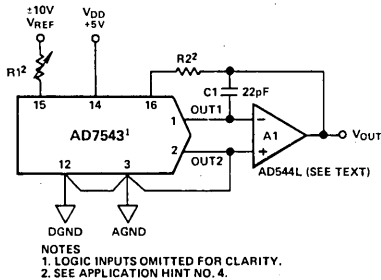 ±10V
VREF
VDD
+5V
R1²
R2²
C1
22pF
15
14
16
OUT1
1
AD7543¹
A1
VOUT
2
OUT2
AD544L (SEE TEXT)
12
3
DGND
AGND
NOTES
1. LOGIC INPUTS OMITTED FOR CLARITY.
2. SEE APPLICATION HINT NO. 4.